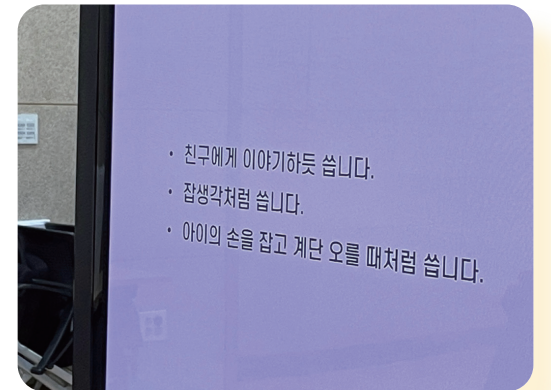 · 친구에게 이야기하듯 씁니다.
· 잡생각처럼 씁니다.
· 아이의 손을 잡고 계단 오를 때처럼 씁니다.